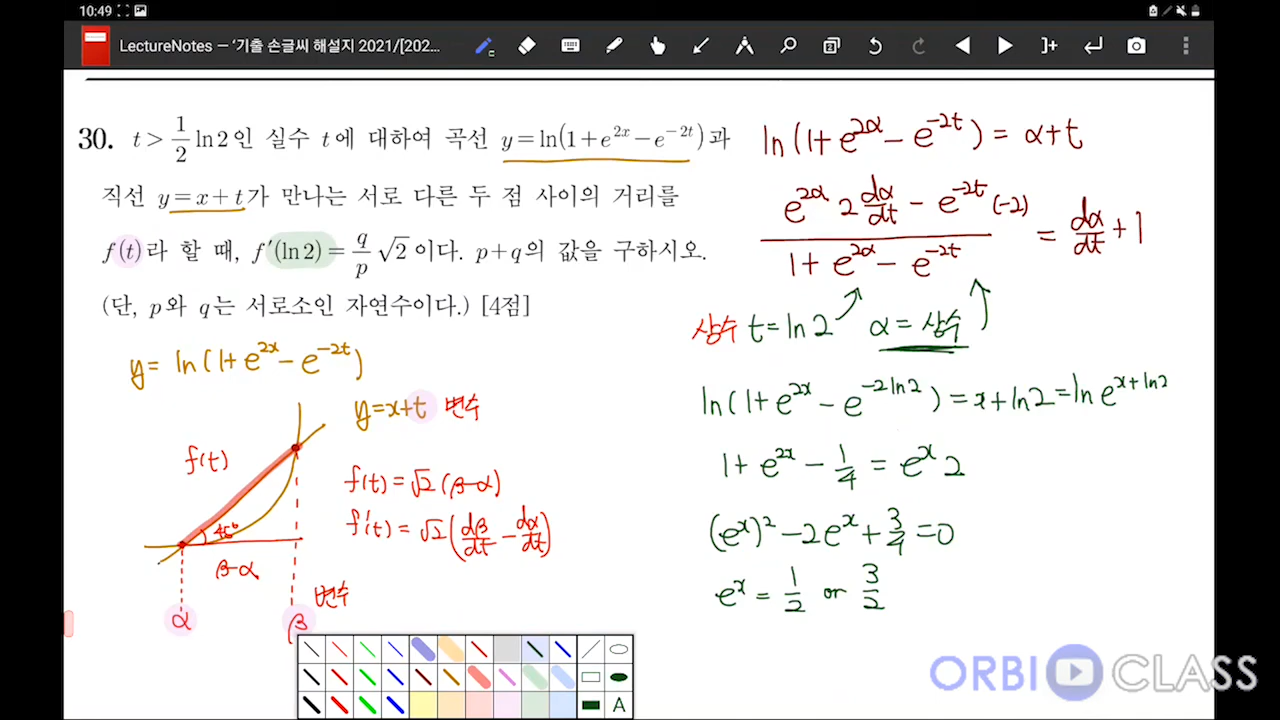 10:49
LectureNotes — '기출 손글씨 해설지 2021/[202...
30. t > 1/2 ln2인 실수 t에 대하여 곡선 y=ln(1+e^{2x}−e^{−2t})과
직선 y=x+t가 만나는 서로 다른 두 점 사이의 거리를
f(t)라 할 때, f′(ln2)= q/p √2이다. p+q의 값을 구하시오.
(단, p와 q는 서로소인 자연수이다.) [4점]
y= ln(1+e^{2x}−e^{−2t})
y=x+t 변수
f(t)
45°
β-α
α
β
변수
f(t)= √2(β-α)
f'(t)= √2(dβ/dt − dα/dt)
ln(1+e^{2α}−e^{−2t})= α+t
(e^{2α} 2 dα/dt − e^{−2t}(-2)) / (1+e^{2α}−e^{−2t}) = dα/dt +1
상수 t=ln2 α=상수
ln(1+e^{2x}−e^{−2ln2})=x+ln2=ln e^{x+ln2}
1+e^{2x}−1/4=e^x 2
(e^x)^2−2e^x+3/4=0
e^x= 1/2 or 3/2
A
ORBI CLASS